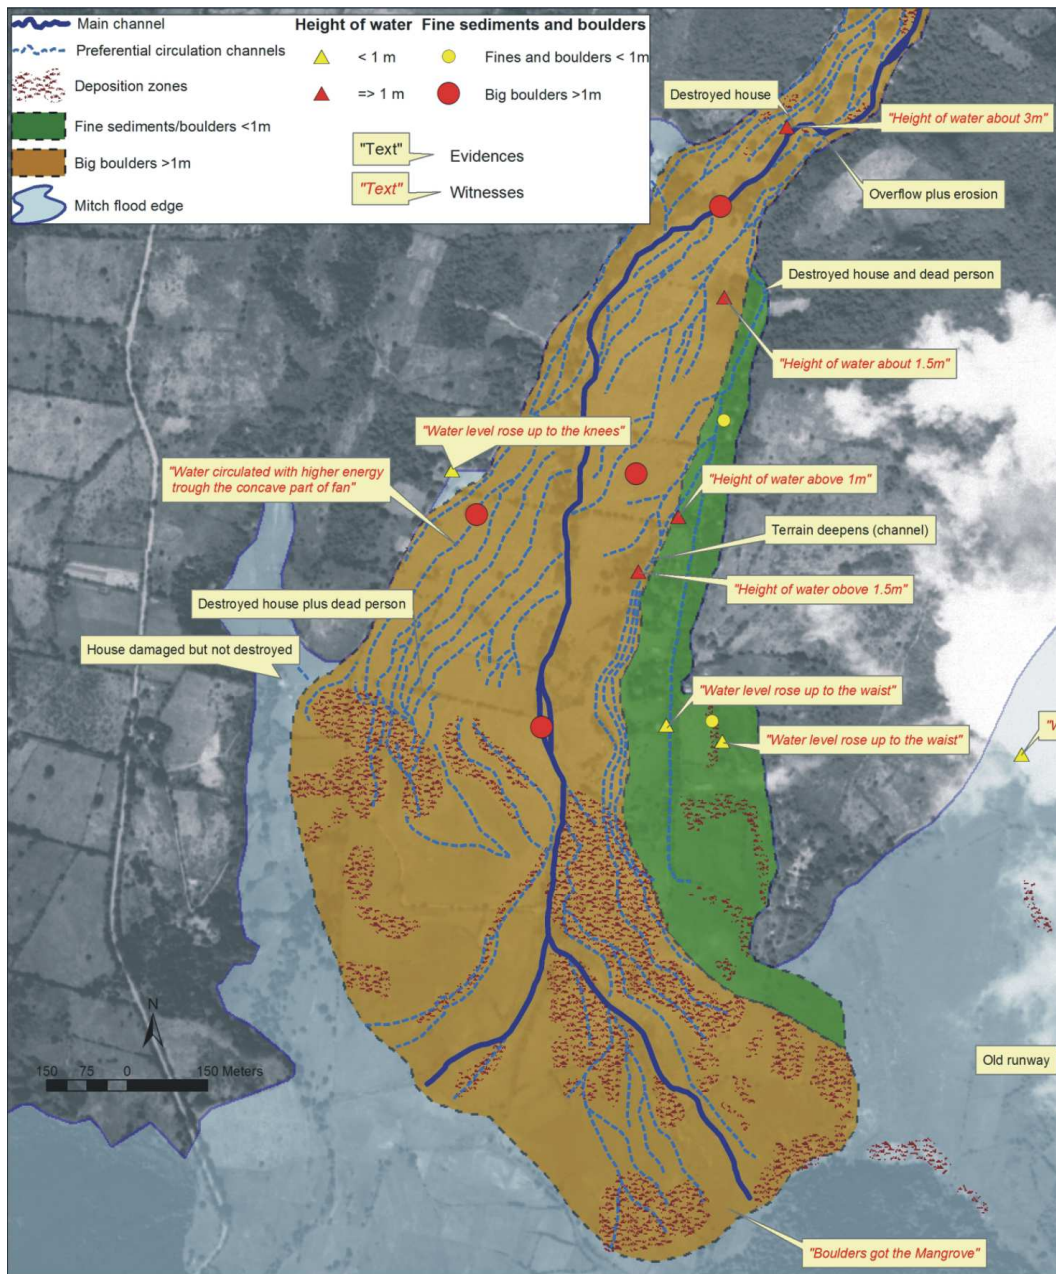 Main channel
Preferential circulation channels
Deposition zones
Fine sediments/boulders <1m
Big boulders >1m
Mitch flood edge
Height of water
< 1 m
=> 1 m
Fine sediments and boulders
Fines and boulders < 1m
Big boulders >1m
"Text"
Evidences
"Text"
Witnesses
Destroyed house
"Height of water about 3m"
Overflow plus erosion
Destroyed house and dead person
"Height of water about 1.5m"
"Water level rose up to the knees"
"Water circulated with higher energy
trough the concave part of fan"
"Height of water above 1m"
Terrain deepens (channel)
"Height of water obove 1.5m"
Destroyed house plus dead person
House damaged but not destroyed
"Water level rose up to the waist"
"Water level rose up to the waist"
N
150 75 0 150 Meters
Old runway
"Boulders got the Mangrove"